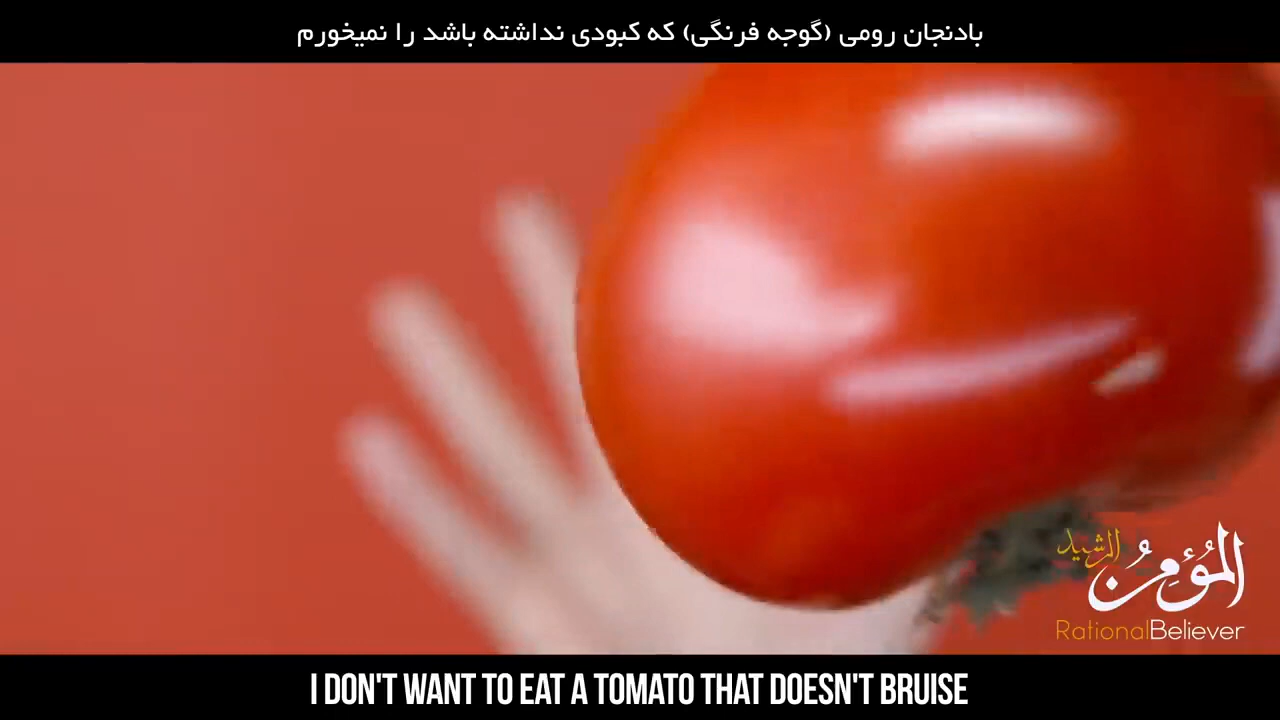 بادنجان رومی (گوجه فرنگی) که کبودی نداشته باشد را نمیخورم
المؤمن الرشيد
RationalBeliever
I DON'T WANT TO EAT A TOMATO THAT DOESN'T BRUISE